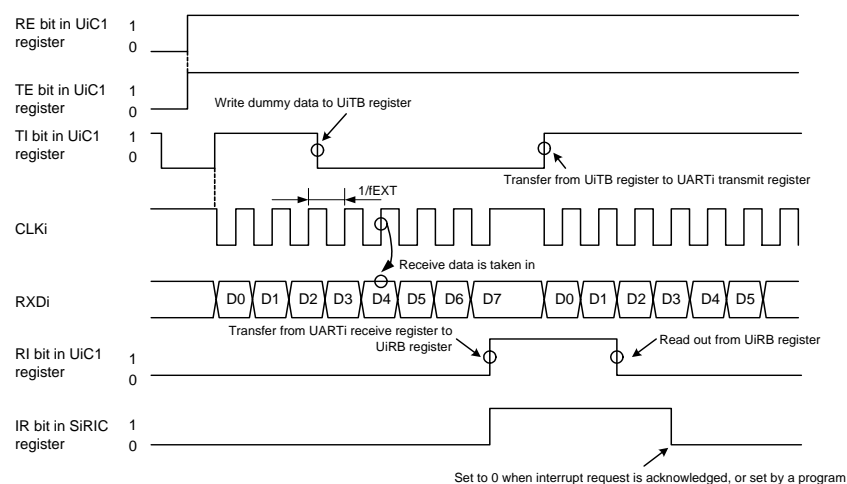 RE bit in UiC1
register
1
0
TE bit in UiC1
register
1
0
Write dummy data to UiTB register
TI bit in UiC1
register
1
0
Transfer from UiTB register to UARTi transmit register
1/fEXT
CLKi
Receive data is taken in
RXDi
D0 D1 D2 D3 D4 D5 D6 D7 D0 D1 D2 D3 D4 D5
Transfer from UARTi receive register to
UiRB register
Read out from UiRB register
RI bit in UiC1
register
1
0
IR bit in SiRIC
register
1
0
Set to 0 when interrupt request is acknowledged, or set by a program